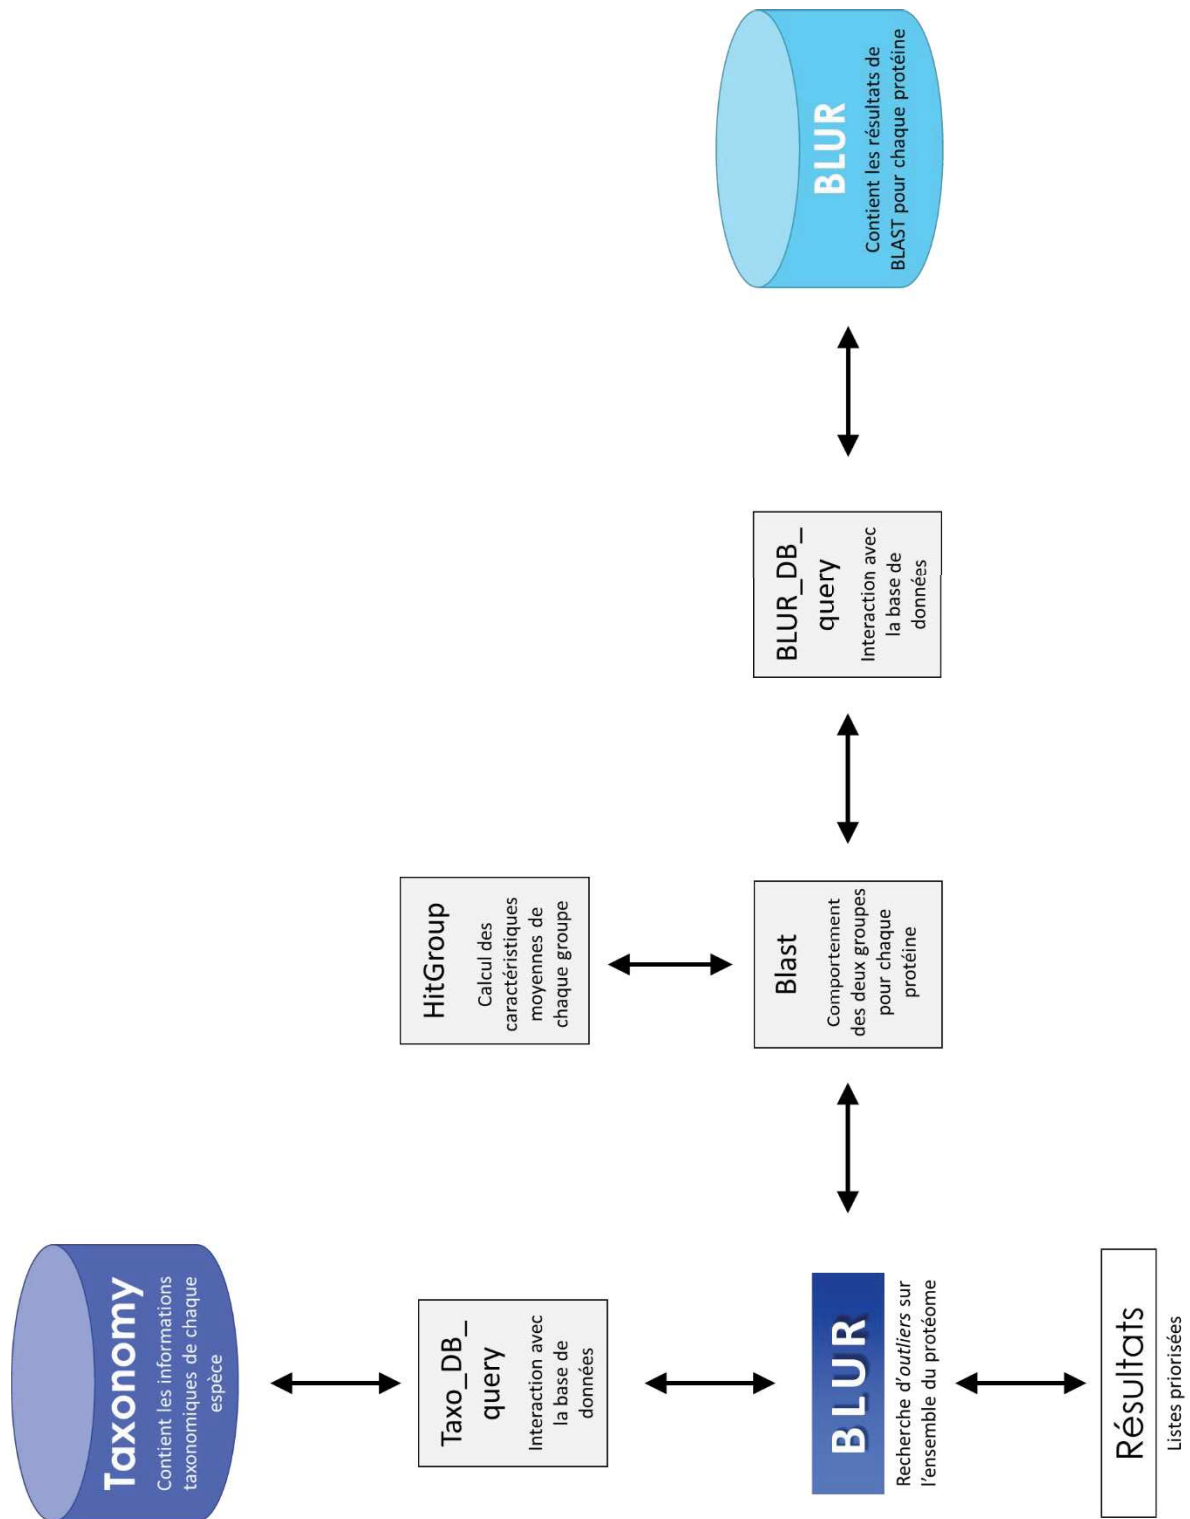 Taxonomy
Contient les informations
taxonomiques de chaque
espèce
Taxo_DB_
query
Interaction avec
la base de
données
HitGroup
Calcul des
caractéristiques
moyennes de
chaque groupe
BLUR
Recherche d'outliers sur
l'ensemble du protéome
Blast
Comportement
des deux groupes
pour chaque
protéine
BLUR_DB_
query
Interaction avec
la base de
données
BLUR
Contient les résultats de
BLAST pour chaque protéine
Résultats
Listes priorisées